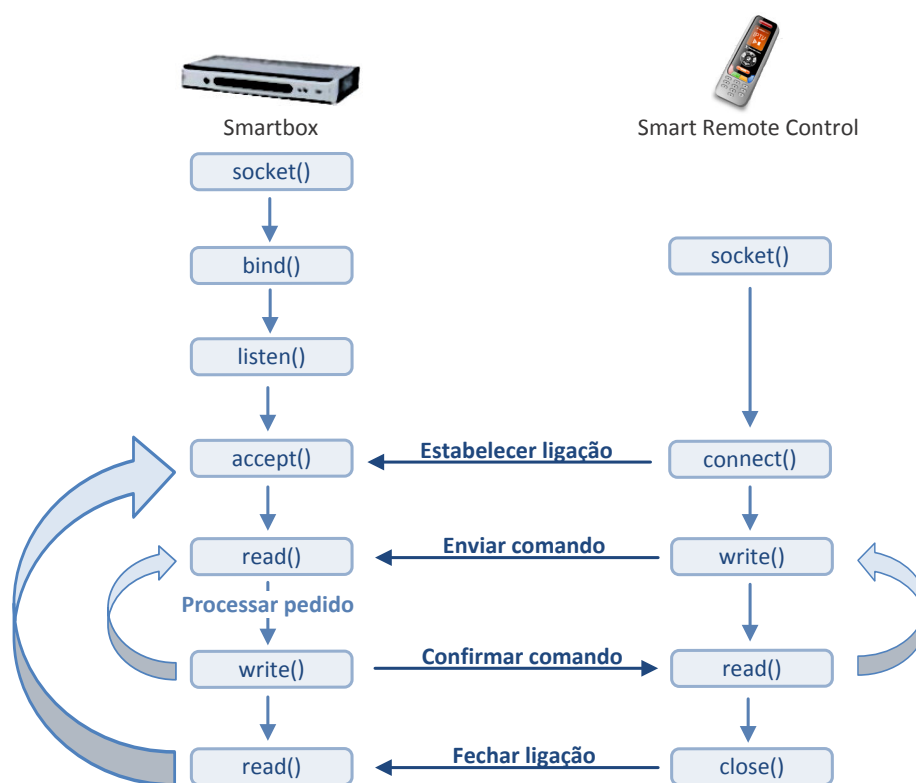 Smartbox
Smart Remote Control
socket()
bind()
socket()
listen()
accept()
Estabelecer ligação
connect()
read()
Enviar comando
write()
Processar pedido
write()
Confirmar comando
read()
read()
Fechar ligação
close()